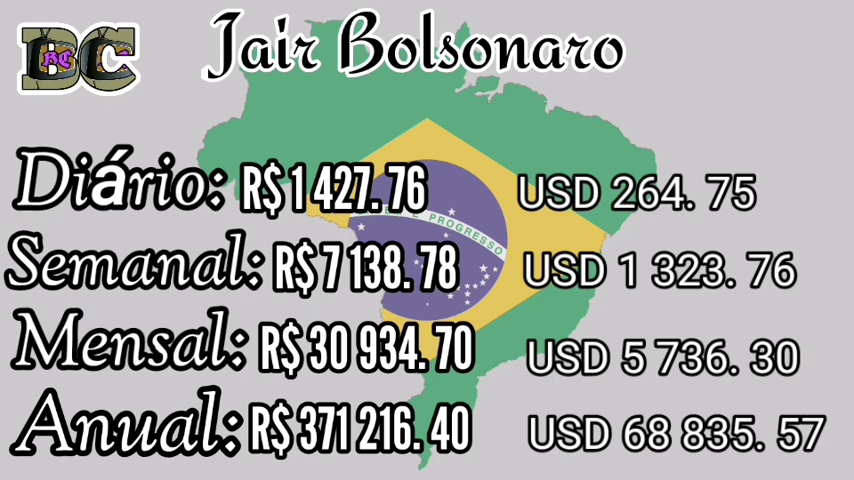 BC Jair Bolsonaro
Diário: R$ 1 427. 76 USD 264. 75
E PROGRESSO
Semanal: R$ 7 138. 78 USD 1 323. 76
Mensal: R$ 30 934. 70 USD 5 736. 30
Anual: R$ 371 216. 40 USD 68 835. 57